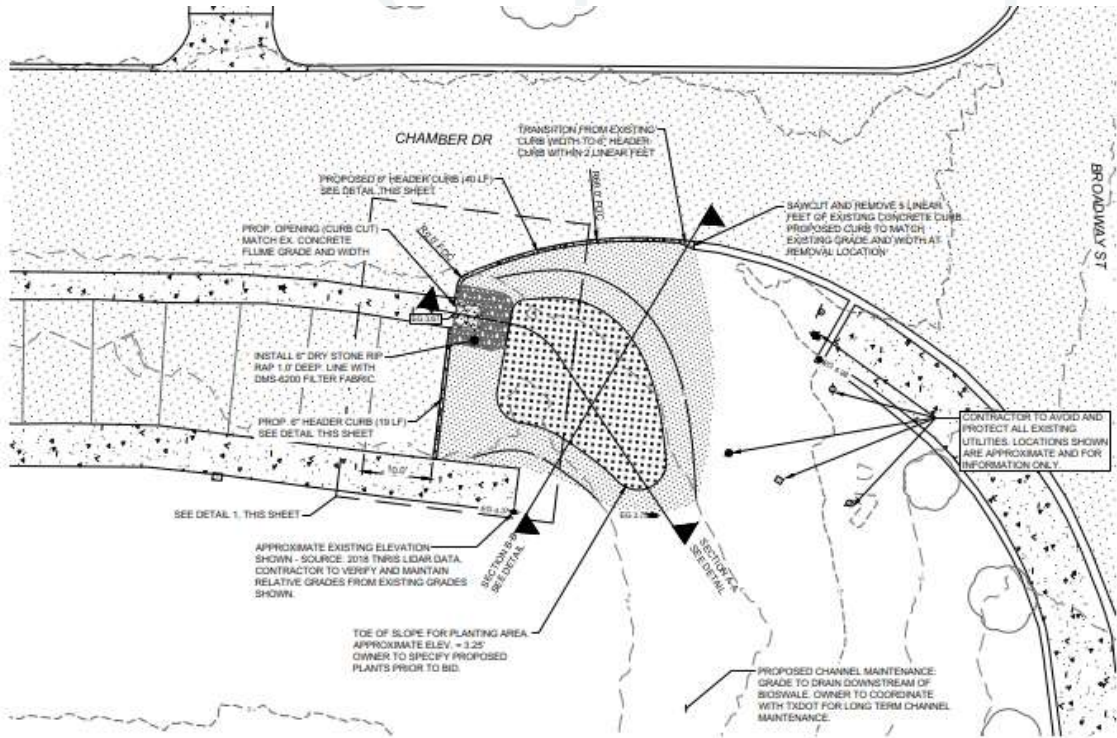 CHAMBER DR
BROADWAY ST
TRANSITION FROM EXISTING
CURB WIDTH TO 6" HEADER
CURB WITHIN 2 LINEAR FEET
PROPOSED 6" HEADER CURB (40 LF)
SEE DETAIL THIS SHEET
SAWCUT AND REMOVE 5 LINEAR
FEET OF EXISTING CONCRETE CURB.
PROPOSED CURB TO MATCH
EXISTING GRADE AND WIDTH AT
REMOVAL LOCATION
PROP. OPENING (CURB CUT)
MATCH EX. CONCRETE
FLUME GRADE AND WIDTH
INSTALL 6" DRY STONE RIP
RAP 1.0' DEEP. LINE WITH
DMS-6200 FILTER FABRIC.
PROP. 6" HEADER CURB (19 LF)
SEE DETAIL THIS SHEET
CONTRACTOR TO AVOID AND
PROTECT ALL EXISTING
UTILITIES. LOCATIONS SHOWN
ARE APPROXIMATE AND FOR
INFORMATION ONLY.
10.0'
SEE DETAIL 1, THIS SHEET
APPROXIMATE EXISTING ELEVATION
SHOWN - SOURCE: 2018 TNRIS LIDAR DATA.
CONTRACTOR TO VERIFY AND MAINTAIN
RELATIVE GRADES FROM EXISTING GRADES
SHOWN.
SECTION B-B
SEE DETAIL
SECTION A-A
SEE DETAIL
TOE OF SLOPE FOR PLANTING AREA.
APPROXIMATE ELEV. = 3.25'
OWNER TO SPECIFY PROPOSED
PLANTS PRIOR TO BID.
PROPOSED CHANNEL MAINTENANCE:
GRADE TO DRAIN DOWNSTREAM OF
BIOSWALE. OWNER TO COORDINATE
WITH TXDOT FOR LONG TERM CHANNEL
MAINTENANCE.